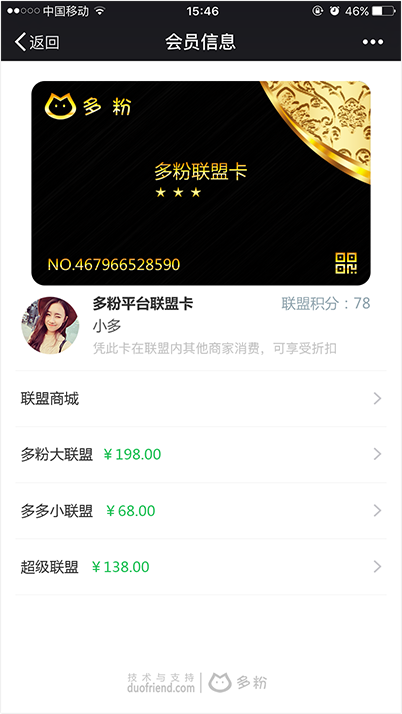 中国移动 15:46 46%
返回 会员信息
多粉
多粉联盟卡
★ ★ ★
NO.467966528590
多粉平台联盟卡 联盟积分：78
小多
凭此卡在联盟内其他商家消费，可享受折扣
联盟商城
多粉大联盟 ￥198.00
多多小联盟 ￥68.00
超级联盟 ￥138.00
技术与支持
duofriend.com 多粉